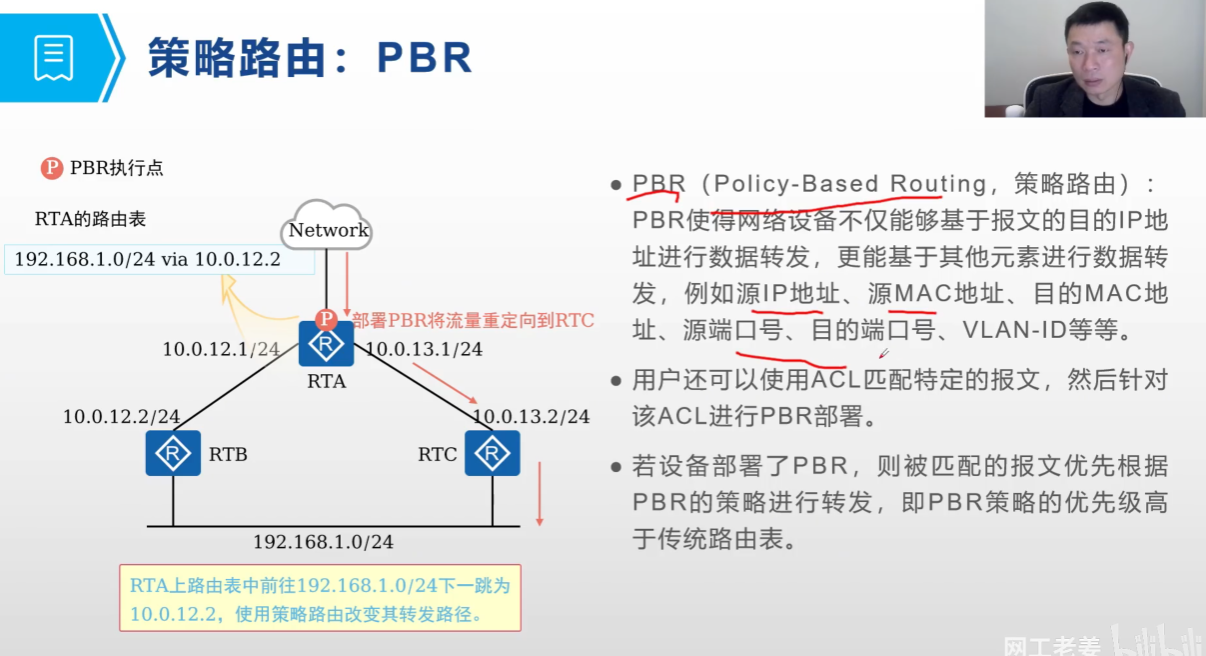 策略路由：PBR
P PBR执行点
RTA的路由表
192.168.1.0/24 via 10.0.12.2
Network
P
部署PBR将流量重定向到RTC
10.0.12.1/24
R
10.0.13.1/24
RTA
10.0.12.2/24
10.0.13.2/24
R
RTB
RTC
R
192.168.1.0/24
RTA上路由表中前往192.168.1.0/24下一跳为
10.0.12.2，使用策略路由改变其转发路径。
● PBR（Policy-Based Routing，策略路由）：
PBR使得网络设备不仅能够基于报文的目的IP地
址进行数据转发，更能基于其他元素进行数据转
发，例如源IP地址、源MAC地址、目的MAC地
址、源端口号、目的端口号、VLAN-ID等等。
● 用户还可以使用ACL匹配特定的报文，然后针对
该ACL进行PBR部署。
● 若设备部署了PBR，则被匹配的报文优先根据
PBR的策略进行转发，即PBR策略的优先级高
于传统路由表。
网工老姜 bilibili